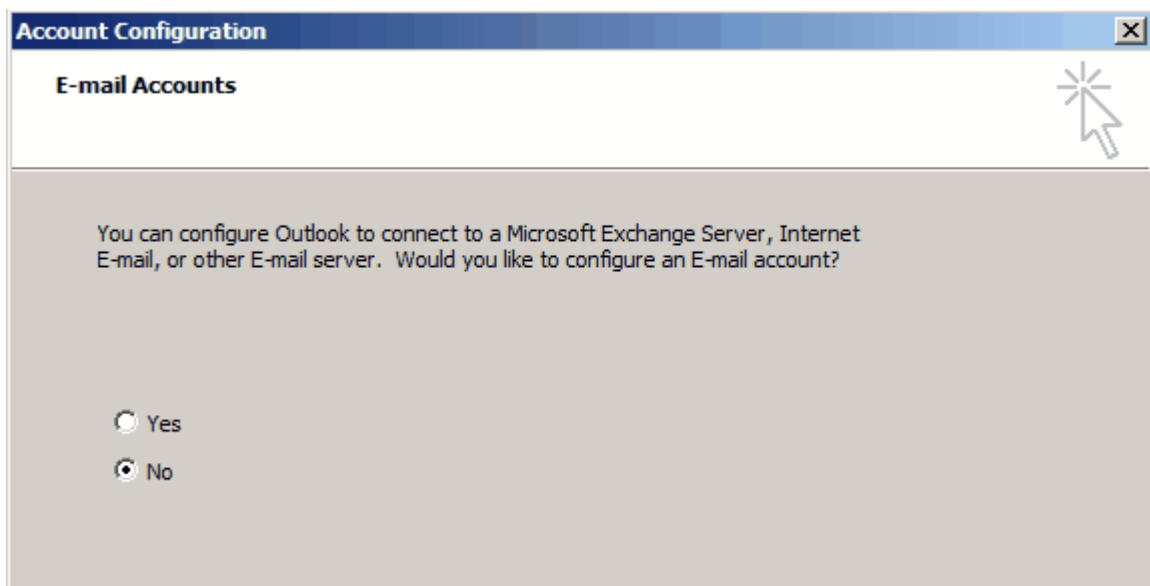 Account Configuration
E-mail Accounts
You can configure Outlook to connect to a Microsoft Exchange Server, Internet
E-mail, or other E-mail server.  Would you like to configure an E-mail account?
Yes
No